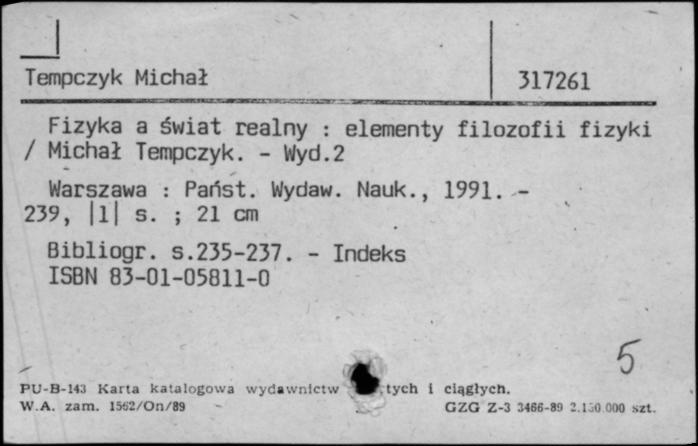 Tempczyk Michał 317261
Fizyka a świat realny : elementy filozofii fizyki
/ Michał Tempczyk. - Wyd.2
Warszawa : Państ. Wydaw. Nauk., 1991. -
239, |1| s. ; 21 cm
Bibliogr. s.235-237. - Indeks
ISBN 83-01-05811-0
5
PU-B-143 Karta katalogowa wydawnictw tych i ciągłych.
W.A. zam. 1562/On/89 GZG Z-3 3466-89 2.150.000 szt.